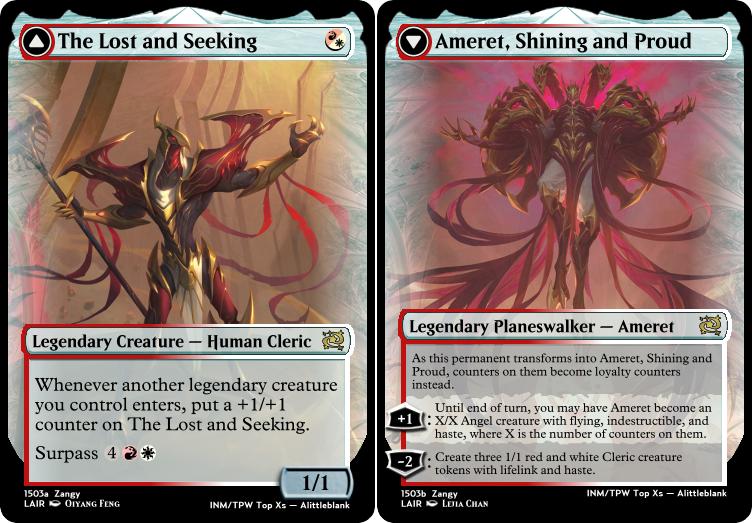 The Lost and Seeking
Legendary Creature — Human Cleric
Whenever another legendary creature
you control enters, put a +1/+1
counter on The Lost and Seeking.
Surpass 4
1/1
1503a Zangy
LAIR Oiyang Feng
INM/TPW Top Xs — Alittleblank
Ameret, Shining and Proud
Legendary Planeswalker — Ameret
As this permanent transforms into Ameret, Shining and
Proud, counters on them become loyalty counters
instead.
+1 : Until end of turn, you may have Ameret become an
X/X Angel creature with flying, indestructible, and
haste, where X is the number of counters on them.
-2 : Create three 1/1 red and white Cleric creature
tokens with lifelink and haste.
1503b Zangy
LAIR Lejia Chan
INM/TPW Top Xs — Alittleblank